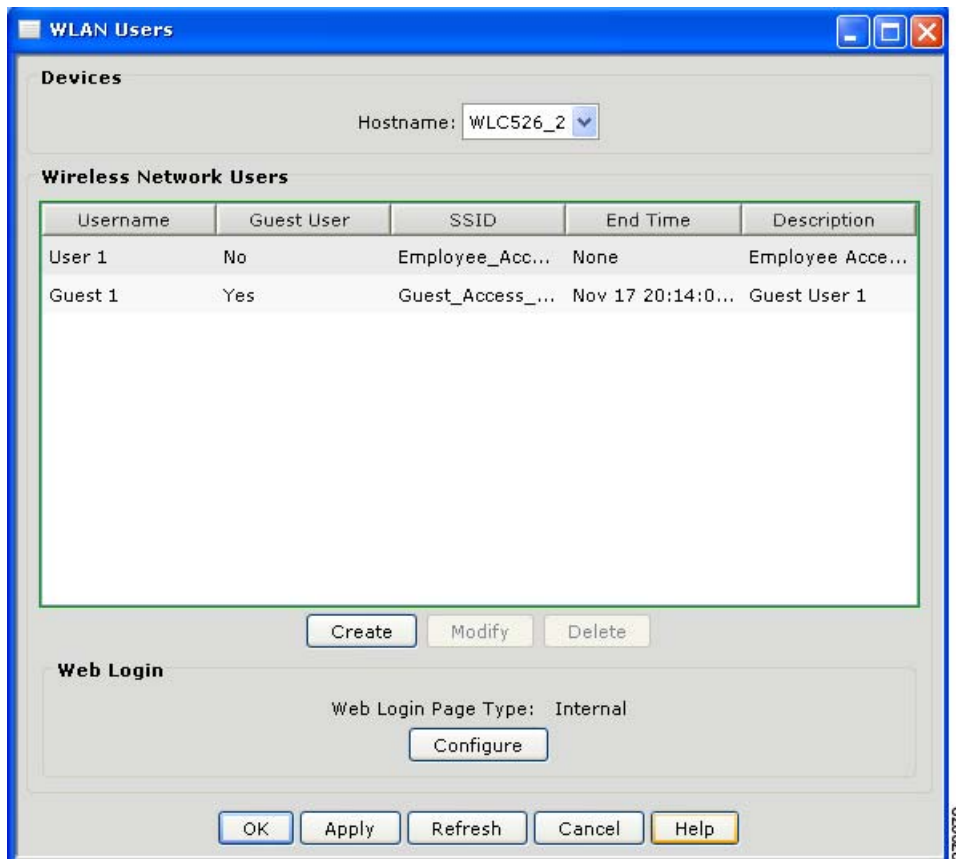 WLAN Users
Devices
Hostname: WLC526_2
Wireless Network Users
Username Guest User SSID End Time Description
User 1 No Employee_Acc... None Employee Acce...
Guest 1 Yes Guest_Access_... Nov 17 20:14:0... Guest User 1
Create Modify Delete
Web Login
Web Login Page Type: Internal
Configure
OK Apply Refresh Cancel Help